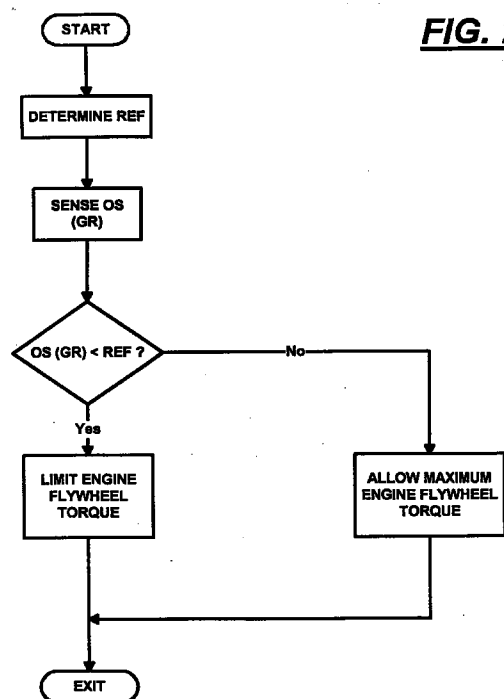 START
FIG.
DETERMINE REF
SENSE OS
(GR)
OS (GR) < REF ?
No
Yes
LIMIT ENGINE
FLYWHEEL
TORQUE
ALLOW MAXIMUM
ENGINE FLYWHEEL
TORQUE
EXIT